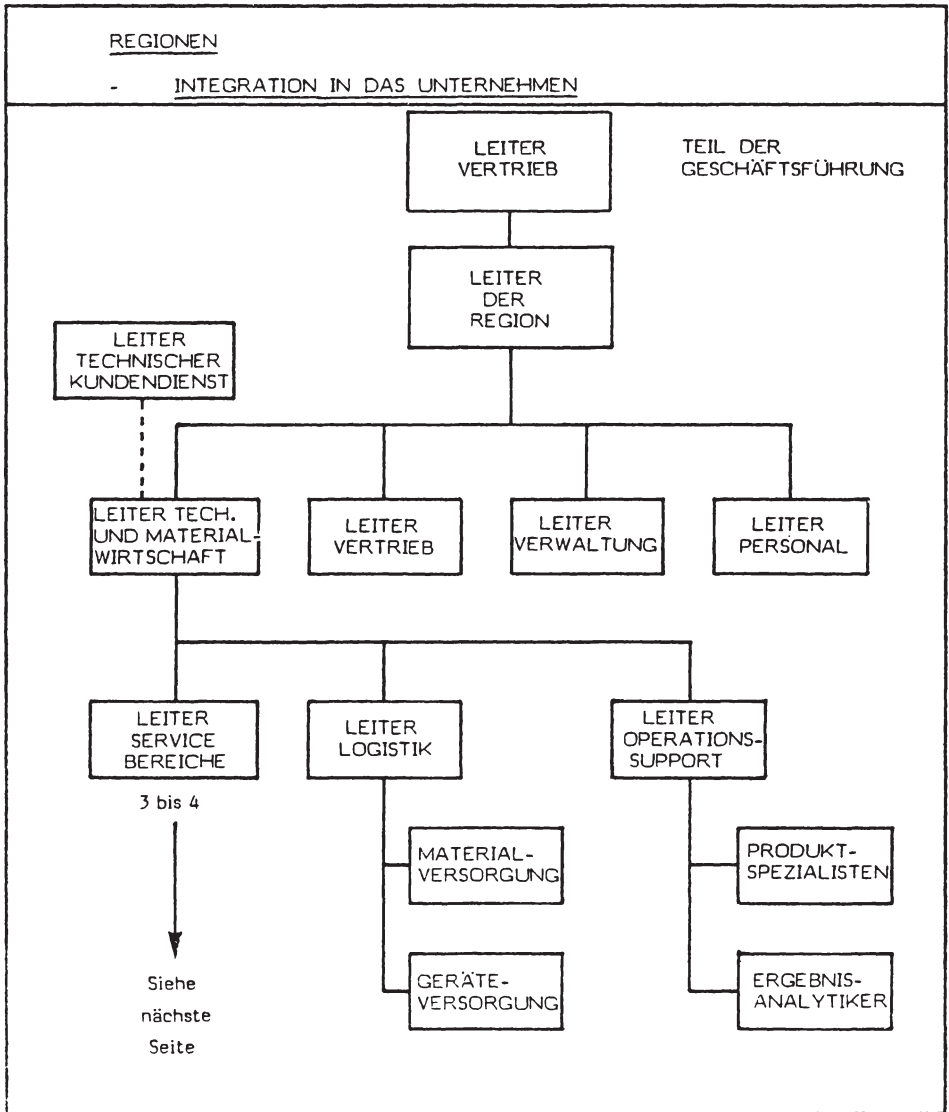 REGIONEN
- INTEGRATION IN DAS UNTERNEHMEN
LEITER
VERTRIEB
TEIL DER
GESCHÄFTSFÜHRUNG
LEITER
DER
REGION
LEITER
TECHNISCHER
KUNDENDIENST
LEITER TECH.
UND MATERIAL-
WIRTSCHAFT
LEITER
VERTRIEB
LEITER
VERWALTUNG
LEITER
PERSONAL
LEITER
SERVICE
BEREICHE
LEITER
LOGISTIK
LEITER
OPERATIONS-
SUPPORT
3 bis 4
MATERIAL-
VERSORGUNG
PRODUKT-
SPEZIALISTEN
Siehe
nächste
Seite
GERÄTE-
VERSORGUNG
ERGEBNIS-
ANALYTIKER